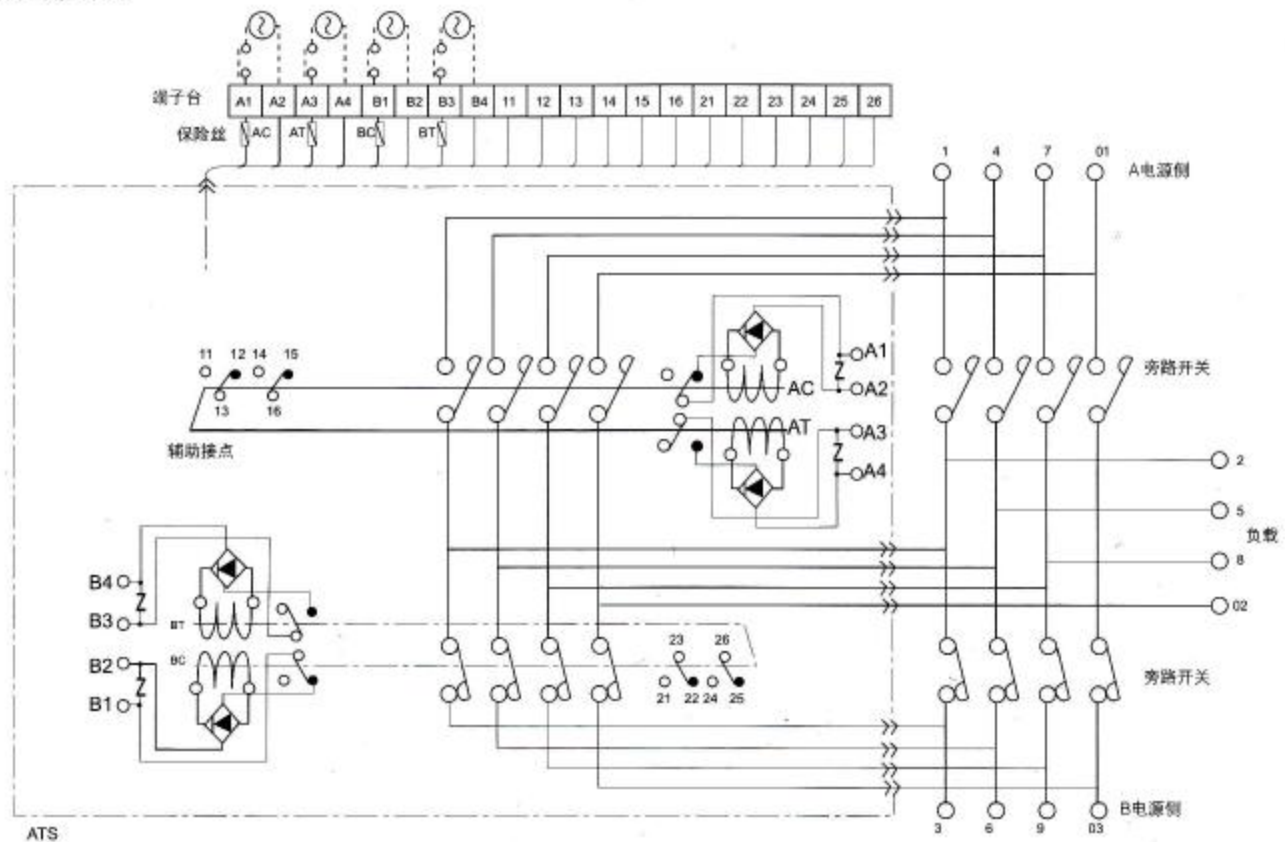 端子台 A1 A2 A3 A4 B1 B2 B3 B4 11 12 13 14 15 16 21 22 23 24 25 26
保险丝 AC AT BC BT
1 4 7 01
A电源侧
11 12 14 15
13 16
辅助接点
A1
A2
AC
AT
A3
A4
旁路开关
2
5
负载
8
02
B4
B3
BT
B2
BC
B1
23 26
21 22 24 25
旁路开关
3 6 9 03
B电源侧
ATS